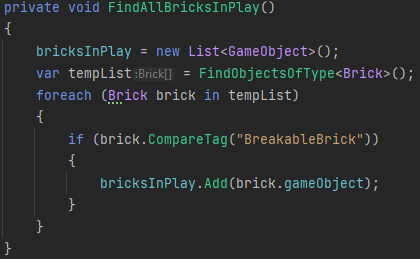 private void FindAllBricksInPlay()
{
    bricksInPlay = new List<GameObject>();
    var tempList :Brick[] = FindObjectsOfType<Brick>();
    foreach (Brick brick in tempList)
    {
        if (brick.CompareTag("BreakableBrick"))
        {
            bricksInPlay.Add(brick.gameObject);
        }
    }
}